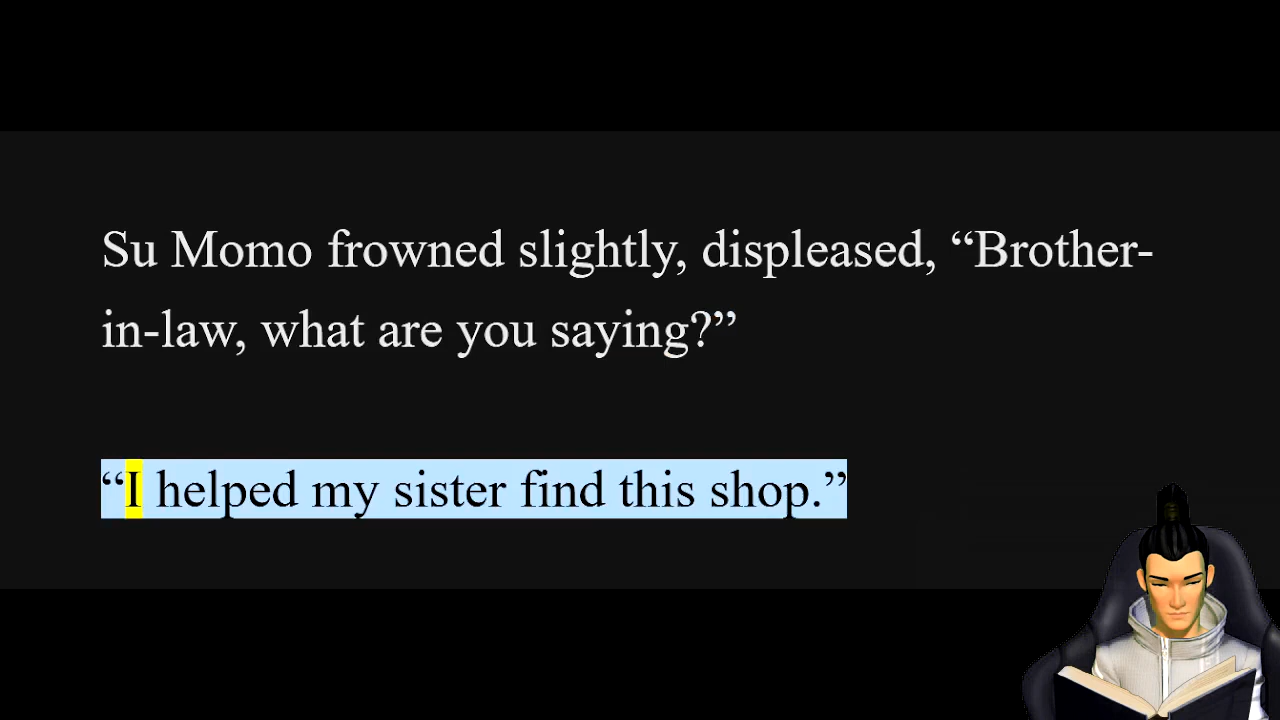 Su Momo frowned slightly, displeased, “Brother-
in-law, what are you saying?”
“I helped my sister find this shop.”